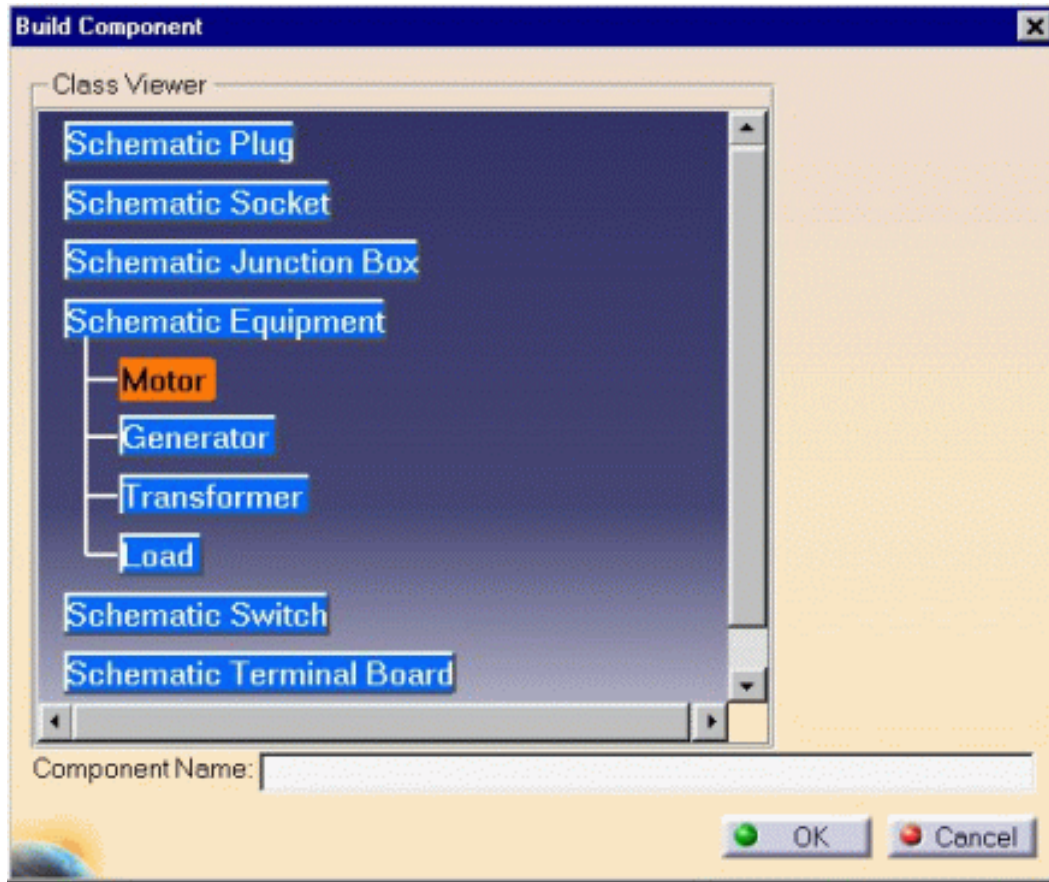 Build Component
Class Viewer
Schematic Plug
Schematic Socket
Schematic Junction Box
Schematic Equipment
Motor
Generator
Transformer
Load
Schematic Switch
Schematic Terminal Board
Component Name:
OK Cancel